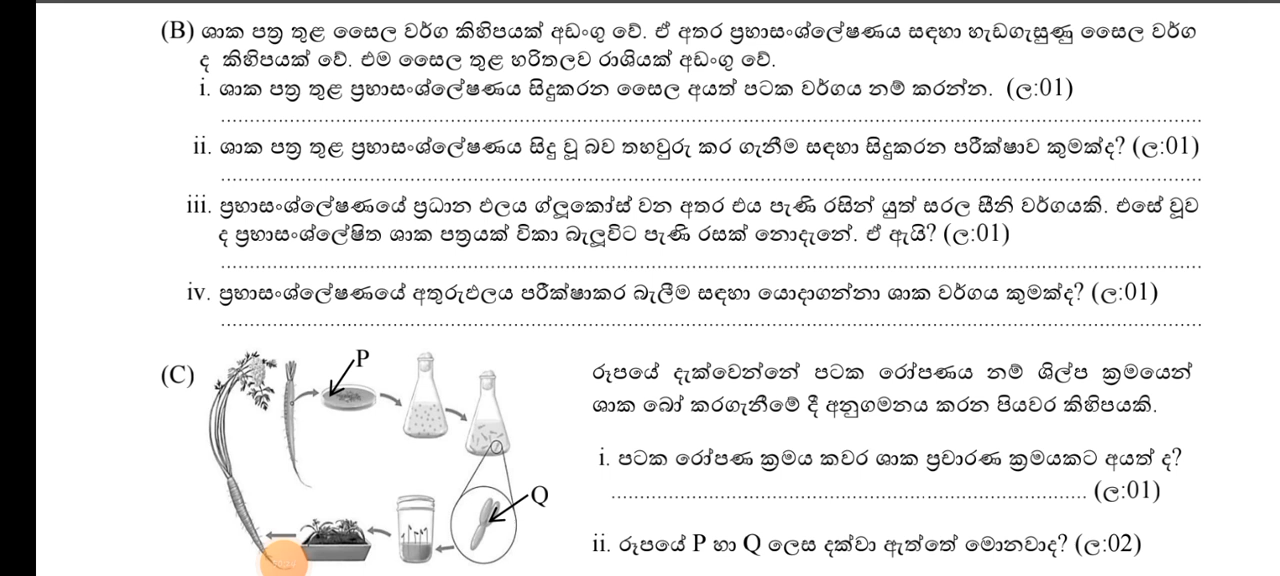 (B) ශාක පත්‍ර තුළ සෛල වර්ග කිහිපයක් අඩංගු වේ. ඒ අතර ප්‍රභාසංශ්ලේෂණය සඳහා හැඩගැසුණු සෛල වර්ග
ද කිහිපයක් වේ. එම සෛල තුළ හරිතලව රාශියක් අඩංගු වේ.
i. ශාක පත්‍ර තුළ ප්‍රභාසංශ්ලේෂණය සිදුකරන සෛල අයත් පටක වර්ගය නම් කරන්න. (ල:01)
ii. ශාක පත්‍ර තුළ ප්‍රභාසංශ්ලේෂණය සිදු වූ බව තහවුරු කර ගැනීම සඳහා සිදුකරන පරීක්ෂාව කුමක්ද? (ල:01)
iii. ප්‍රභාසංශ්ලේෂණයේ ප්‍රධාන ඵලය ග්ලූකෝස් වන අතර එය පැණි රසින් යුත් සරල සීනි වර්ගයකි. එසේ වූව
ද ප්‍රභාසංශ්ලේෂිත ශාක පත්‍රයක් විකා බැලූවිට පැණි රසක් නොදැනේ. ඒ ඇයි? (ල:01)
iv. ප්‍රභාසංශ්ලේෂණයේ අතුරුඵලය පරීක්ෂාකර බැලීම සඳහා යොදාගන්නා ශාක වර්ගය කුමක්ද? (ල:01)
(C)
P
Q
රූපයේ දැක්වෙන්නේ පටක රෝපණය නම් ශිල්ප ක්‍රමයෙන්
ශාක බෝ කරගැනීමේ දී අනුගමනය කරන පියවර කිහිපයකි.
i. පටක රෝපණ ක්‍රමය කවර ශාක ප්‍රචාරණ ක්‍රමයකට අයත් ද?
(ල:01)
ii. රූපයේ P හා Q ලෙස දක්වා ඇත්තේ මොනවාද? (ල:02)